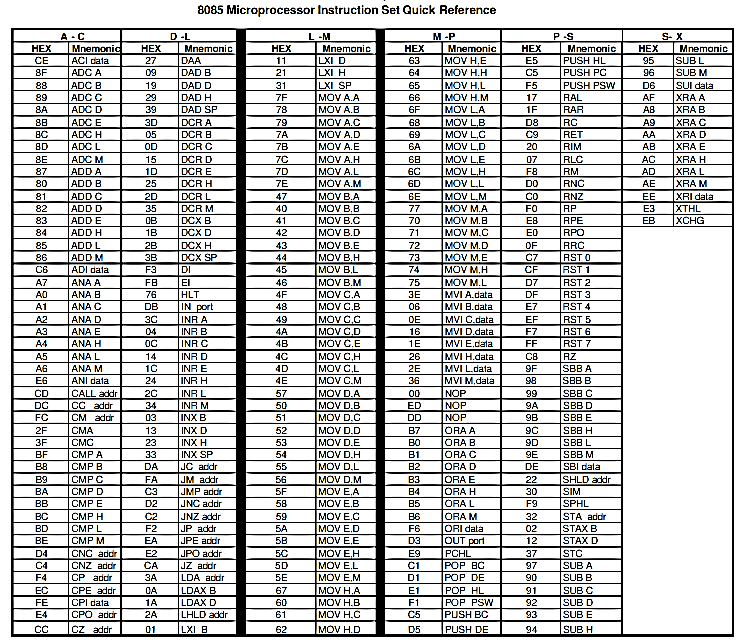 8085 Microprocessor Instruction Set Quick Reference
A - C D -L L -M M -P P -S S- X
HEX Mnemonic HEX Mnemonic HEX Mnemonic HEX Mnemonic HEX Mnemonic HEX Mnemonic
CE ACI data 27 DAA 11 LXI D 63 MOV H,E E5 PUSH HL 95 SUB L
8F ADC A 09 DAD B 21 LXI H 64 MOV H.H C5 PUSH PC 96 SUB M
88 ADC B 19 DAD D 31 LXI SP 65 MOV H,L F5 PUSH PSW D6 SUI data
89 ADC C 29 DAD H 7F MOV A.A 66 MOV H.M 17 RAL AF XRA A
8A ADC D 39 DAD SP 78 MOV A.B 6F MOV L.A 1F RAR A8 XRA B
8B ADC E 3D DCR A 79 MOV A.C 68 MOV L,B D8 RC A9 XRA C
8C ADC H 05 DCR B 7A MOV A.D 69 MOV L,C C9 RET AA XRA D
8D ADC L 0D DCR C 7B MOV A.E 6A MOV L,D 20 RIM AB XRA E
8E ADC M 15 DCR D 7C MOV A.H 6B MOV L,E 07 RLC AC XRA H
87 ADD A 1D DCR E 7D MOV A.L 6C MOV L,H F8 RM AD XRA L
80 ADD B 25 DCR H 7E MOV A.M 6D MOV L,L D0 RNC AE XRA M
81 ADD C 2D DCR L 47 MOV B.A 6E MOV L,M C0 RNZ EE XRI data
82 ADD D 35 DCR M 40 MOV B.B 77 MOV M.A F0 RP E3 XTHL
83 ADD E 0B DCX B 41 MOV B.C 70 MOV M.B E8 RPE EB XCHG
84 ADD H 1B DCX D 42 MOV B.D 71 MOV M.C E0 RPO
85 ADD L 2B DCX H 43 MOV B.E 72 MOV M.D 0F RRC
86 ADD M 3B DCX SP 44 MOV B,H 73 MOV M.E C7 RST 0
C6 ADI data F3 DI 45 MOV B,L 74 MOV M.H CF RST 1
A7 ANA A FB EI 46 MOV B.M 75 MOV M.L D7 RST 2
A0 ANA B 76 HLT 4F MOV C,A 3E MVI A.data DF RST 3
A1 ANA C DB IN port 48 MOV C,B 06 MVI B.data E7 RST 4
A2 ANA D 3C INR A 49 MOV C,C 0E MVI C.data EF RST 5
A3 ANA E 04 INR B 4A MOV C,D 16 MVI D.data F7 RST 6
A4 ANA H 0C INR C 4B MOV C,E 1E MVI E,data FF RST 7
A5 ANA L 14 INR D 4C MOV C,H 26 MVI H.data C8 RZ
A6 ANA M 1C INR E 4D MOV C,L 2E MVI L.data 9F SBB A
E6 ANI data 24 INR H 4E MOV C,M 36 MVI M,data 98 SBB B
CD CALL addr 2C INR L 57 MOV D.A 00 NOP 99 SBB C
DC CC addr 34 INR M 50 MOV D.B ED NOP 9A SBB D
FC CM addr 03 INX B 51 MOV D.C DD NOP 9B SBB E
2F CMA 13 INX D 52 MOV D.D B7 ORA A 9C SBB H
3F CMC 23 INX H 53 MOV D.E B0 ORA B 9D SBB L
BF CMP A 33 INX SP 54 MOV D,H B1 ORA C 9E SBB M
B8 CMP B DA JC addr 55 MOV D,L B2 ORA D DE SBI data
B9 CMP C FA JM addr 56 MOV D.M B3 ORA E 22 SHLD addr
BA CMP D C3 JMP addr 5F MOV E,A B4 ORA H 30 SIM
BB CMP E D2 JNC addr 58 MOV E,B B5 ORA L F9 SPHL
BC CMP H C2 JNZ addr 59 MOV E,C B6 ORA M 32 STA addr
BD CMP L F2 JP addr 5A MOV E,D F6 ORI data 02 STAX B
BE CMP M EA JPE addr 5B MOV E,E D3 OUT port 12 STAX D
D4 CNC addr E2 JPO addr 5C MOV E,H E9 PCHL 37 STC
C4 CNZ addr CA JZ addr 5D MOV E,L C1 POP BC 97 SUB A
F4 CP addr 3A LDA addr 5E MOV E,M D1 POP DE 90 SUB B
EC CPE addr 0A LDAX B 67 MOV H.A E1 POP HL 91 SUB C
FE CPI data 1A LDAX D 60 MOV H.B F1 POP PSW 92 SUB D
E4 CPO addr 2A LHLD addr 61 MOV H.C C5 PUSH BC 93 SUB E
CC CZ addr 01 LXI B 62 MOV H.D D5 PUSH DE 94 SUB H